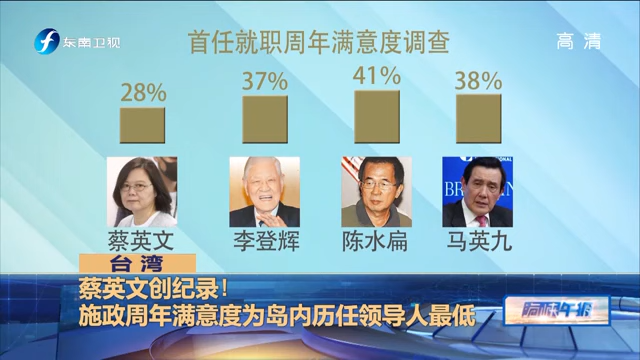 东南卫视
高清
首任就职周年满意度调查
28% 37% 41% 38%
蔡英文 李登辉 陈水扁 马英九
台湾
蔡英文创纪录！
施政周年满意度为岛内历任领导人最低
海峡午报